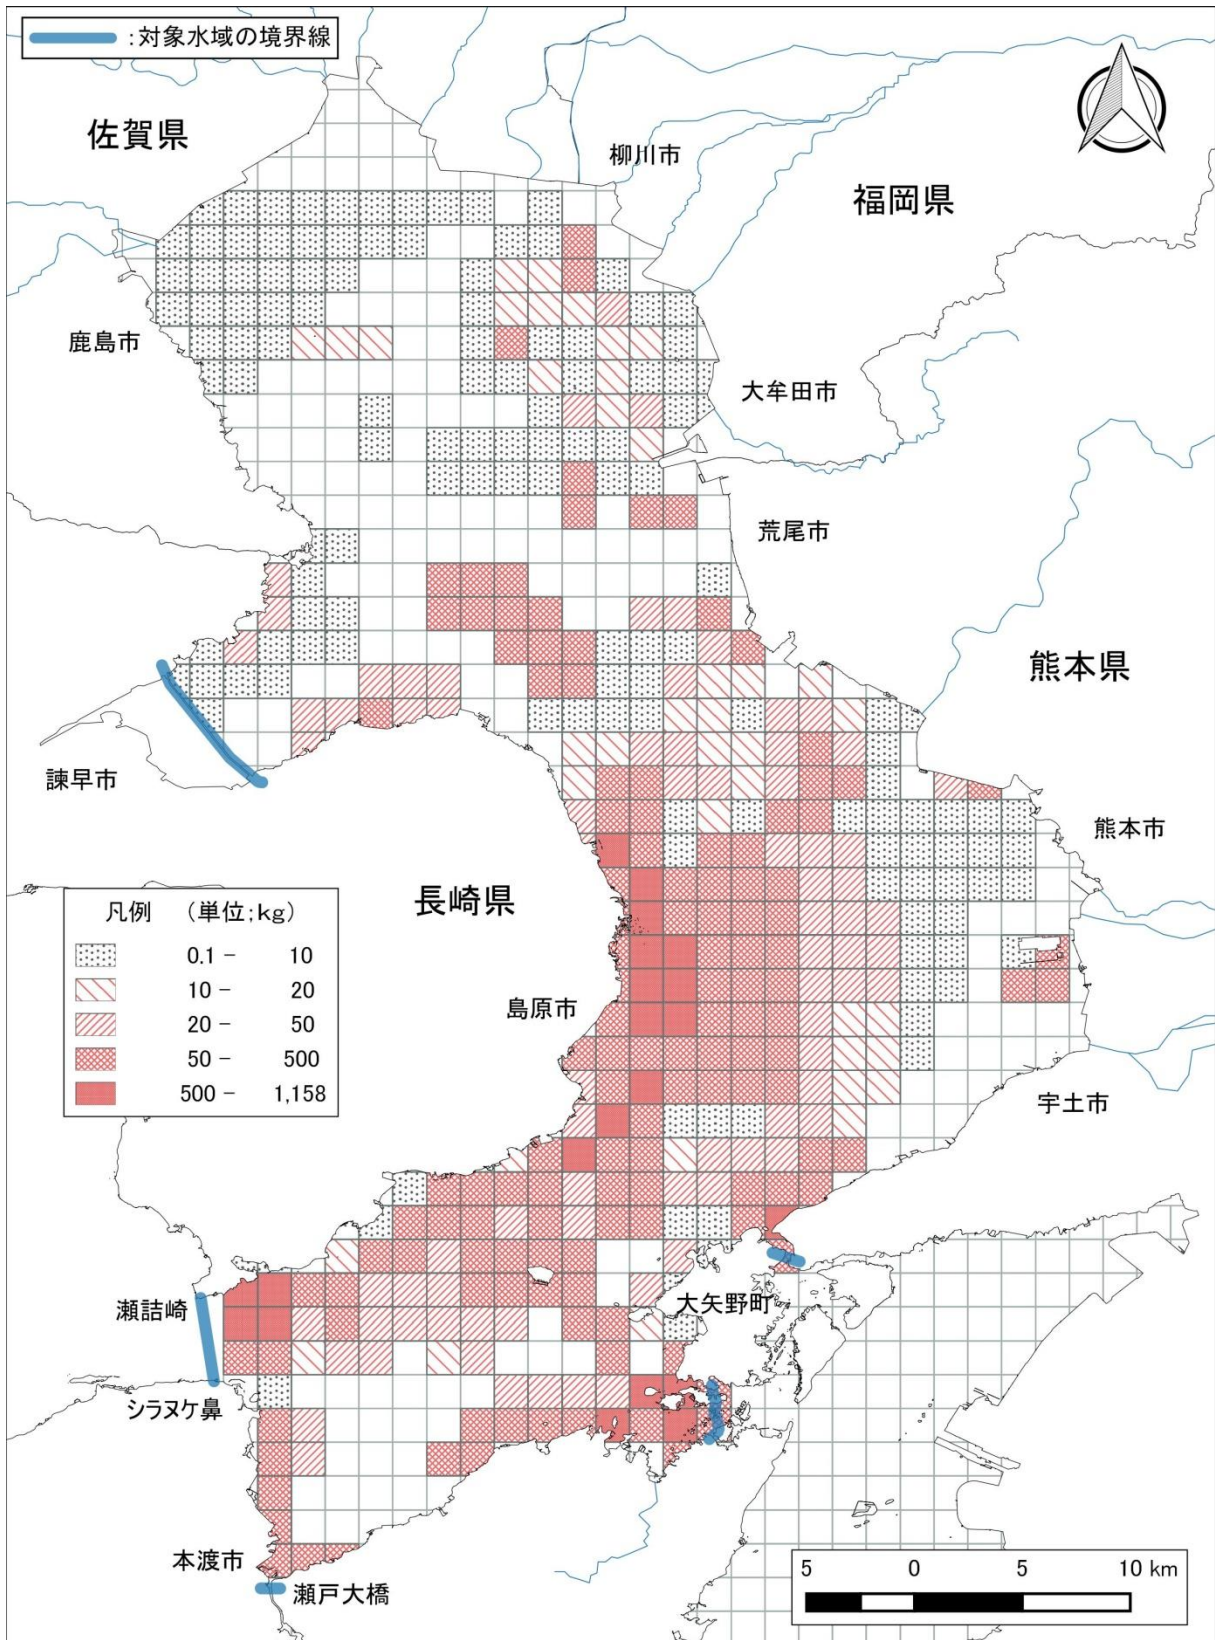 :対象水域の境界線
佐賀県
柳川市
福岡県
鹿島市
大牟田市
荒尾市
熊本県
諫早市
熊本市
長崎県
凡例 (単位;kg)
0.1 - 10
10 - 20
20 - 50
50 - 500
500 - 1,158
島原市
宇土市
瀬詰崎
大矢野町
シラヌケ鼻
本渡市
瀬戸大橋
5 0 5 10 km